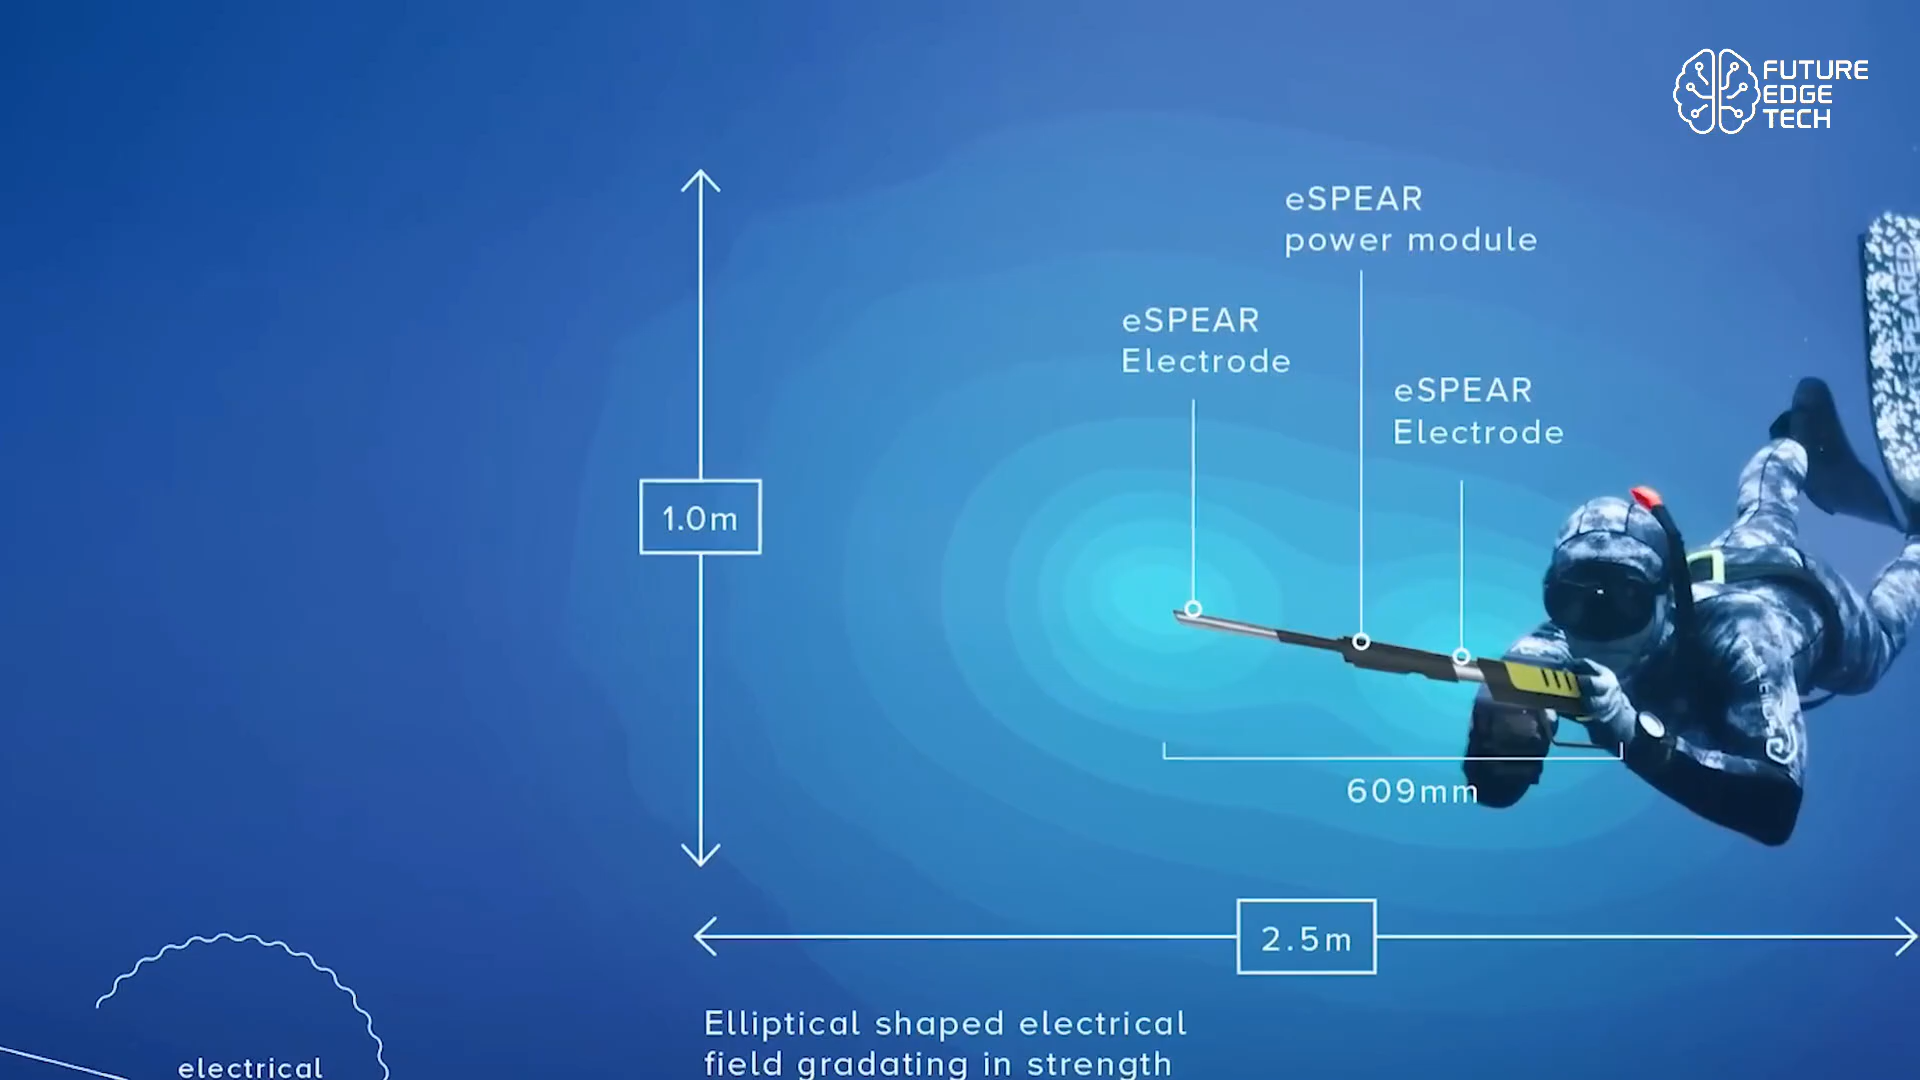 FUTURE
EDGE
TECH
eSPEAR
power module
eSPEAR
Electrode
eSPEAR
Electrode
1.0m
609mm
2.5m
Elliptical shaped electrical
field gradating in strength
electrical
SPEARED